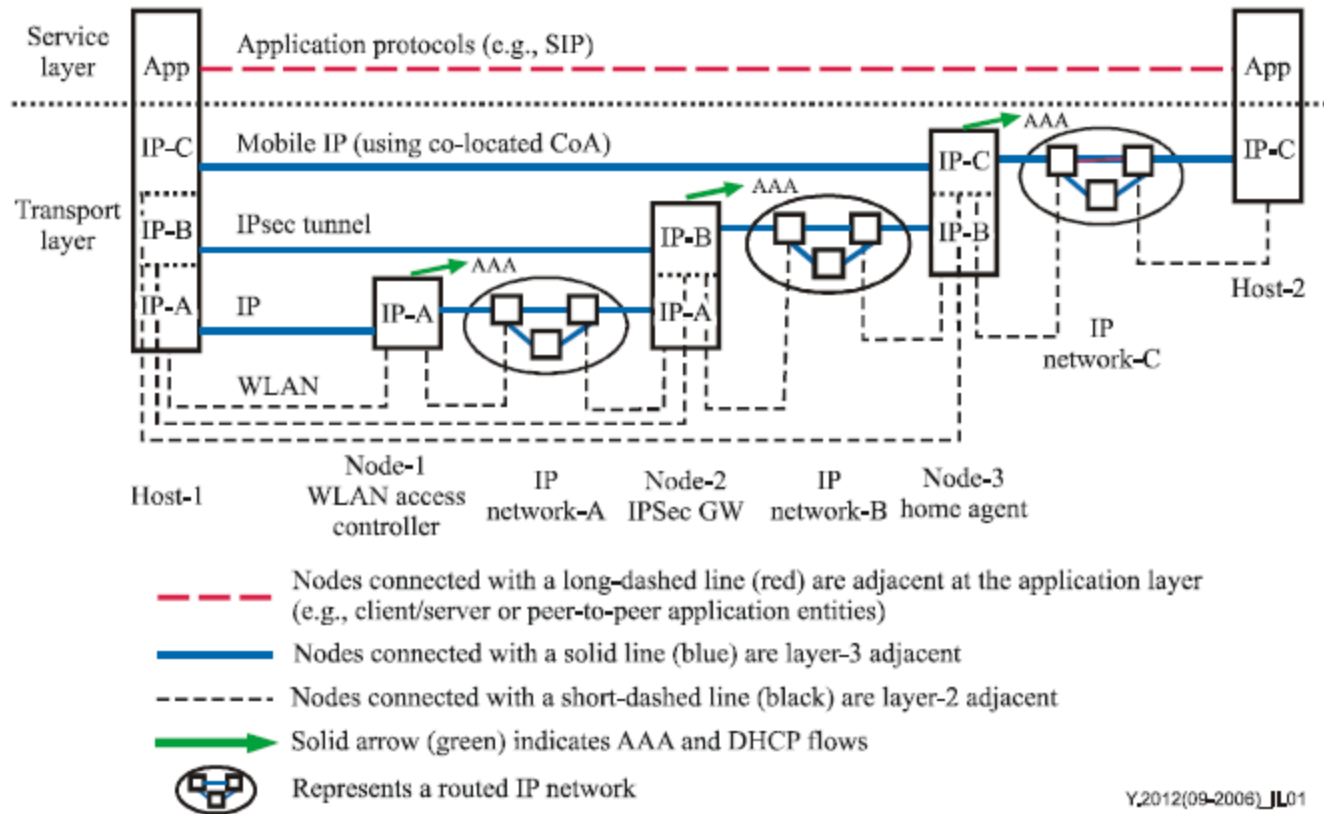 Service
layer
App
Application protocols (e.g., SIP)
App
Transport
layer
IP-C
Mobile IP (using co-located CoA)
AAA
IP-C
IP-C
IP-B
IPsec tunnel
AAA
IP-B
IP-B
IP-A
IP
AAA
IP-A
IP-A
Host-2
IP
network-C
WLAN
Host-1
Node-1
WLAN access
controller
IP
network-A
Node-2
IPSec GW
IP
network-B
Node-3
home agent
Nodes connected with a long-dashed line (red) are adjacent at the application layer
(e.g., client/server or peer-to-peer application entities)
Nodes connected with a solid line (blue) are layer-3 adjacent
Nodes connected with a short-dashed line (black) are layer-2 adjacent
Solid arrow (green) indicates AAA and DHCP flows
Represents a routed IP network
Y.2012(09-2006)_JL01